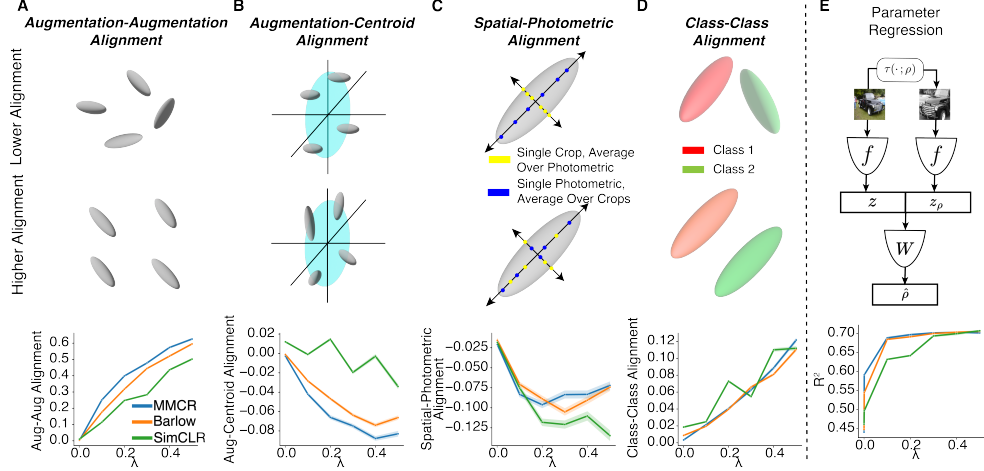 A
Augmentation-Augmentation
Alignment
B
Augmentation-Centroid
Alignment
C
Spatial-Photometric
Alignment
D
Class-Class
Alignment
E
Parameter
Regression
Lower Alignment
Higher Alignment
Single Crop, Average
Over Photometric
Single Photometric,
Average Over Crops
Class 1
Class 2
τ(·;ρ)
f
f
z
z_ρ
W
ρ̂
Aug-Aug Alignment
0.6
0.5
0.4
0.3
0.2
0.1
0.0
0.0
0.2
0.4
λ
MMCR
Barlow
SimCLR
Aug-Centroid Alignment
0.02
0.00
−0.02
−0.04
−0.06
−0.08
0.0
0.2
0.4
λ
Spatial-Photometric
Alignment
−0.025
−0.050
−0.075
−0.100
−0.125
0.0
0.2
0.4
λ
Class-Class Alignment
0.12
0.10
0.08
0.06
0.04
0.02
0.00
0.0
0.2
0.4
λ
R²
0.70
0.65
0.60
0.55
0.50
0.45
0.0
0.2
0.4
λ